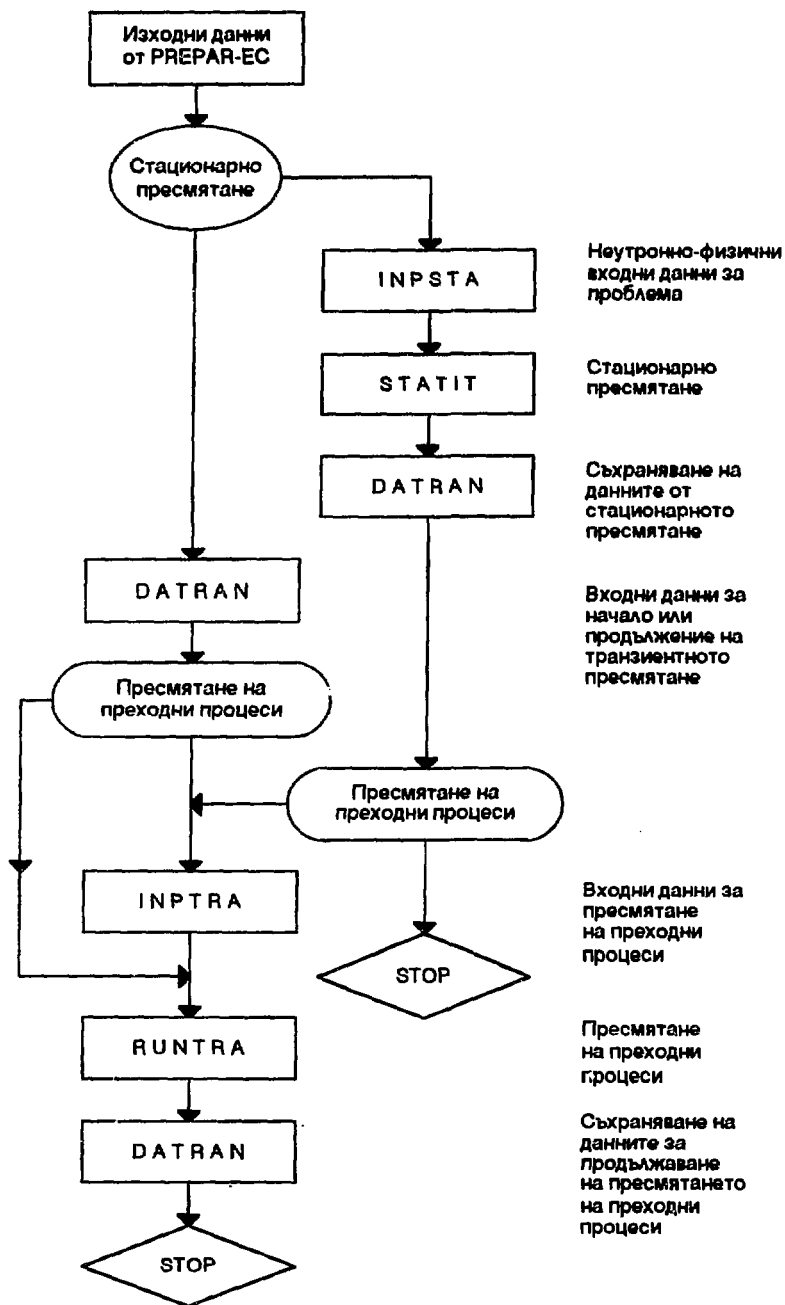 Изходни данни
от PREPAR-EC
Стационарно
пресмятане
INPSTA
Неутронно-физични
входни данни за
проблема
STATIT
Стационарно
пресмятане
DATRAN
Съхраняване на
данните от
стационарното
пресмятане
DATRAN
Входни данни за
начало или
продължение на
транзиентното
пресмятане
Пресмятане на
преходни процеси
Пресмятане на
преходни процеси
INPTRA
Входни данни за
пресмятане
на преходни
процеси
STOP
RUNTRA
Пресмятане
на преходни
процеси
DATRAN
Съхраняване на
данните за
продължаване
на пресмятането
на преходни
процеси
STOP